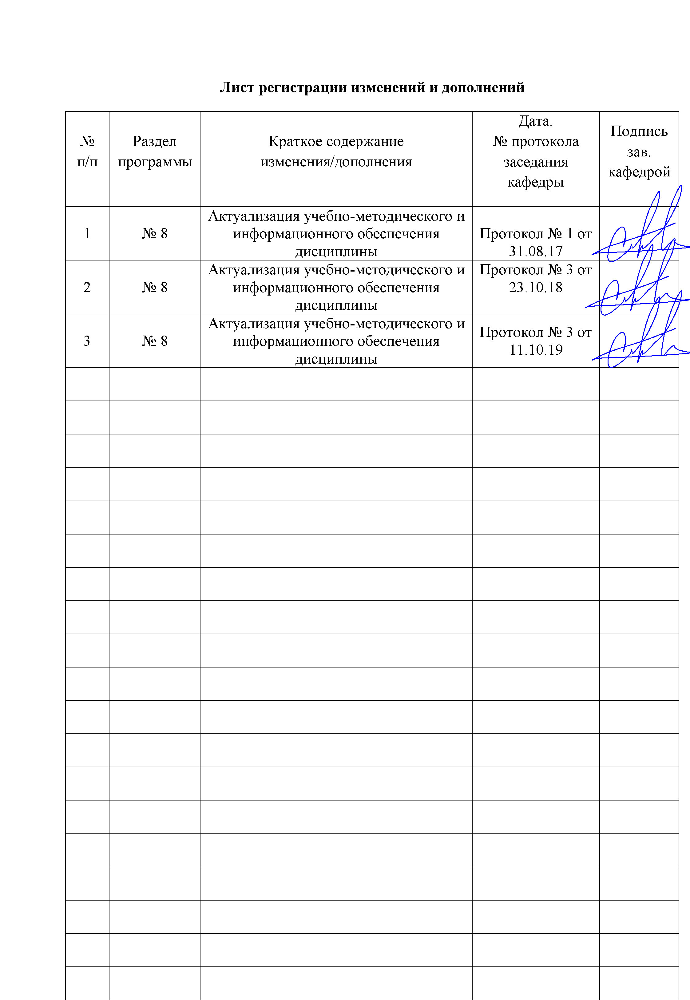 Лист регистрации изменений и дополнений
№
п/п
Раздел
программы
Краткое содержание
изменения/дополнения
Дата.
№ протокола
заседания
кафедры
Подпись
зав.
кафедрой
1
№ 8
Актуализация учебно-методического и
информационного обеспечения
дисциплины
Протокол № 1 от
31.08.17
2
№ 8
Актуализация учебно-методического и
информационного обеспечения
дисциплины
Протокол № 3 от
23.10.18
3
№ 8
Актуализация учебно-методического и
информационного обеспечения
дисциплины
Протокол № 3 от
11.10.19